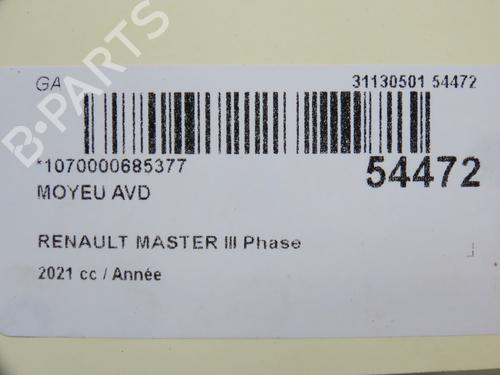 GA
31130501 54472
*1070000685377
54472
MOYEU AVD
RENAULT MASTER III Phase
2021 cc / Année
B-PARTS